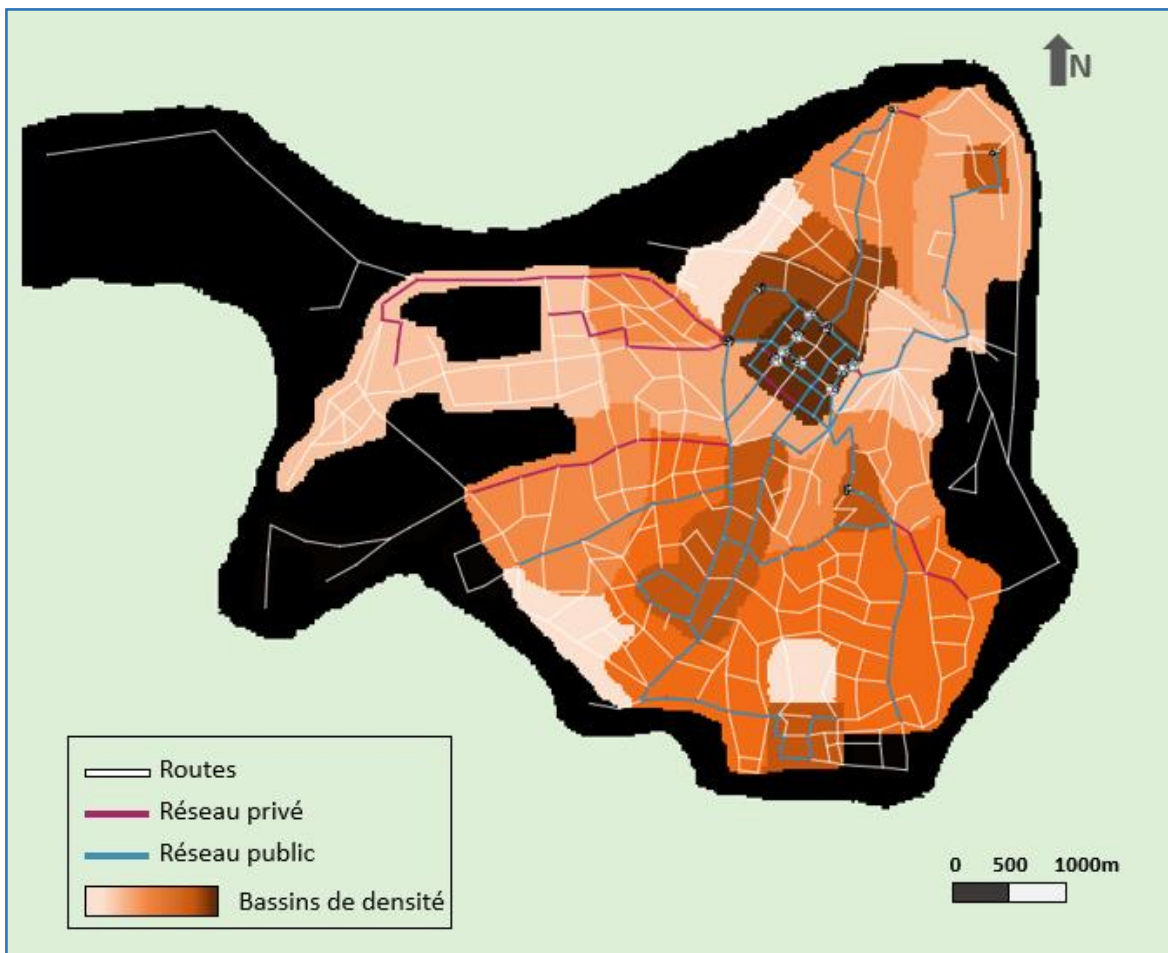 N
Routes
Réseau privé
Réseau public
Bassins de densité
0 500 1000m